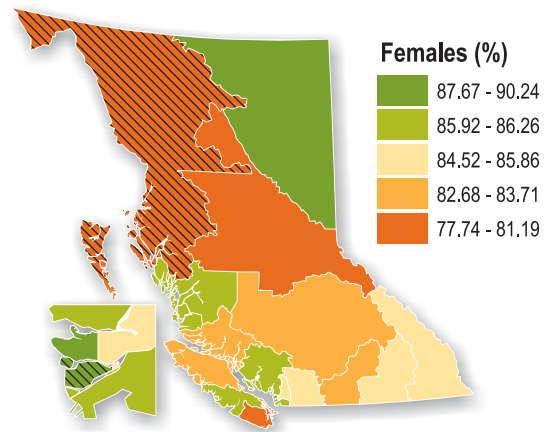 Females (%)
87.67 - 90.24
85.92 - 86.26
84.52 - 85.86
82.68 - 83.71
77.74 - 81.19